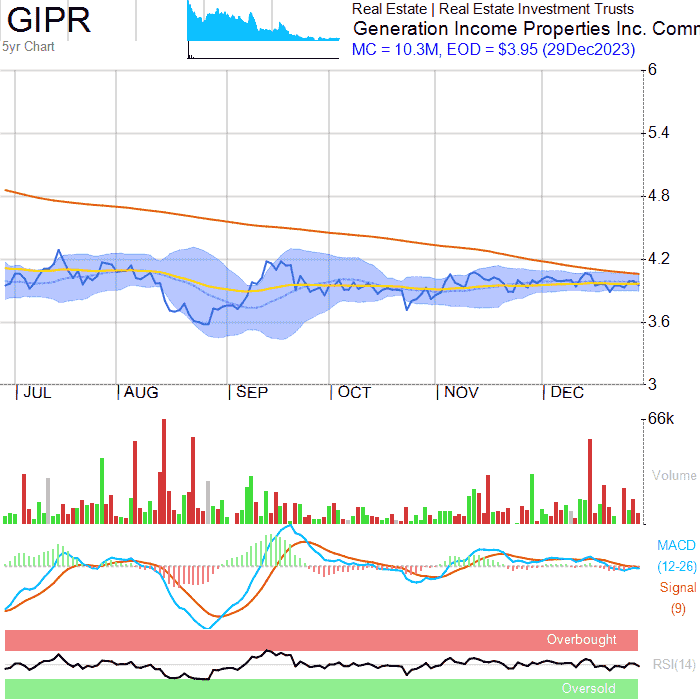 GIPR
5yr Chart
Real Estate | Real Estate Investment Trusts
Generation Income Properties Inc. Comm
MC = 10.3M, EOD = $3.95 (29Dec2023)
6
5.4
4.8
4.2
3.6
3
JUL AUG SEP OCT NOV DEC
66k
Volume
MACD
(12-26)
Signal
(9)
Overbought
RSI(14)
Oversold